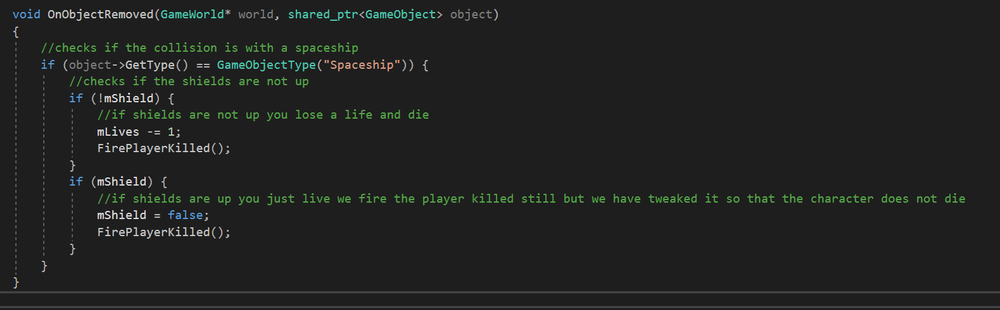 void OnObjectRemoved(GameWorld* world, shared_ptr<GameObject> object)
{
//checks if the collision is with a spaceship
if (object->GetType() == GameObjectType("Spaceship")) {
//checks if the shields are not up
if (!mShield) {
//if shields are not up you lose a life and die
mLives -= 1;
FirePlayerKilled();
}
if (mShield) {
//if shields are up you just live we fire the player killed still but we have tweaked it so that the character does not die
mShield = false;
FirePlayerKilled();
}
}
}